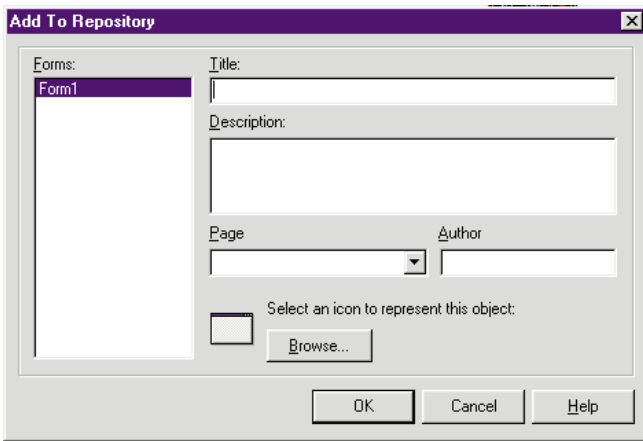 Add To Repository
Forms:
Form1
Title:
Description:
Page
Author
Select an icon to represent this object:
Browse...
OK
Cancel
Help